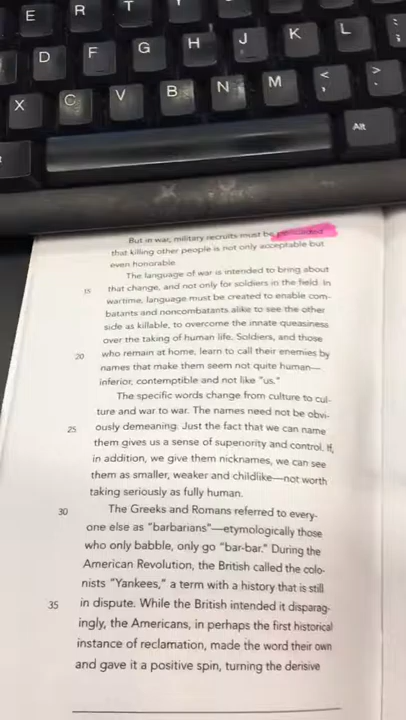 E R T
D F G H J K L : ;
X C V B N M < , > .
Alt
But in war, military recruits must be persuaded
that killing other people is not only acceptable but
even honorable.
The language of war is intended to bring about
15 that change, and not only for soldiers in the field. In
wartime, language must be created to enable com-
batants and noncombatants alike to see the other
side as killable, to overcome the innate queasiness
over the taking of human life. Soldiers, and those
20 who remain at home, learn to call their enemies by
names that make them seem not quite human—
inferior, contemptible and not like "us."
The specific words change from culture to cul-
ture and war to war. The names need not be obvi-
25 ously demeaning. Just the fact that we can name
them gives us a sense of superiority and control. If,
in addition, we give them nicknames, we can see
them as smaller, weaker and childlike—not worth
taking seriously as fully human.
30 The Greeks and Romans referred to every-
one else as "barbarians"—etymologically those
who only babble, only go "bar-bar." During the
American Revolution, the British called the colo-
nists "Yankees," a term with a history that is still
35 in dispute. While the British intended it disparag-
ingly, the Americans, in perhaps the first historical
instance of reclamation, made the word their own
and gave it a positive spin, turning the derisive